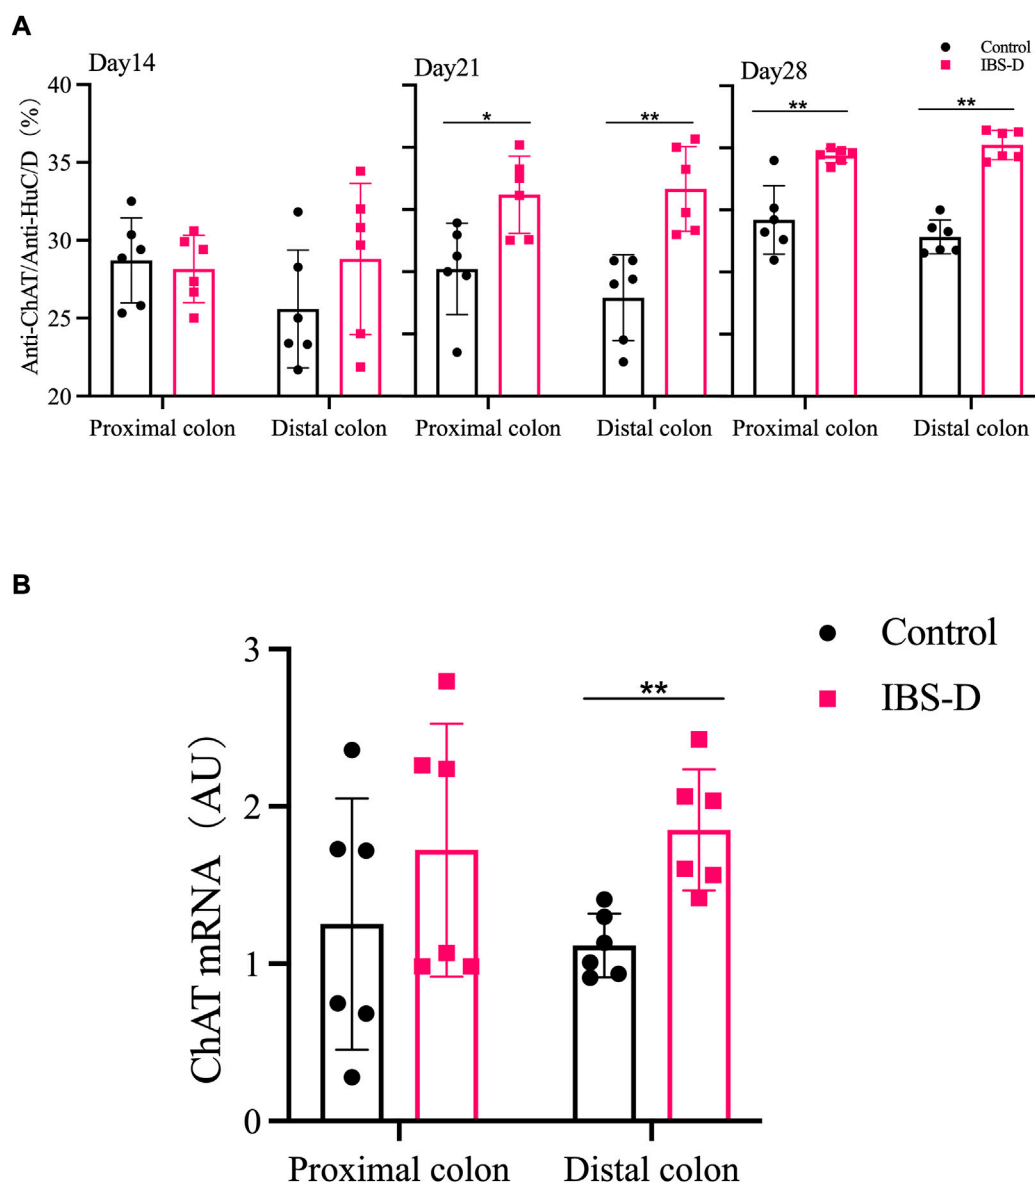 A
Day14
Day21
Day28
Control
IBS-D
Anti-ChAT/Anti-HuC/D（%）
40
35
30
25
20
*
**
**
**
Proximal colon
Distal colon
Proximal colon
Distal colon
Proximal colon
Distal colon
B
Control
IBS-D
ChAT mRNA（AU）
3
2
1
0
**
Proximal colon
Distal colon